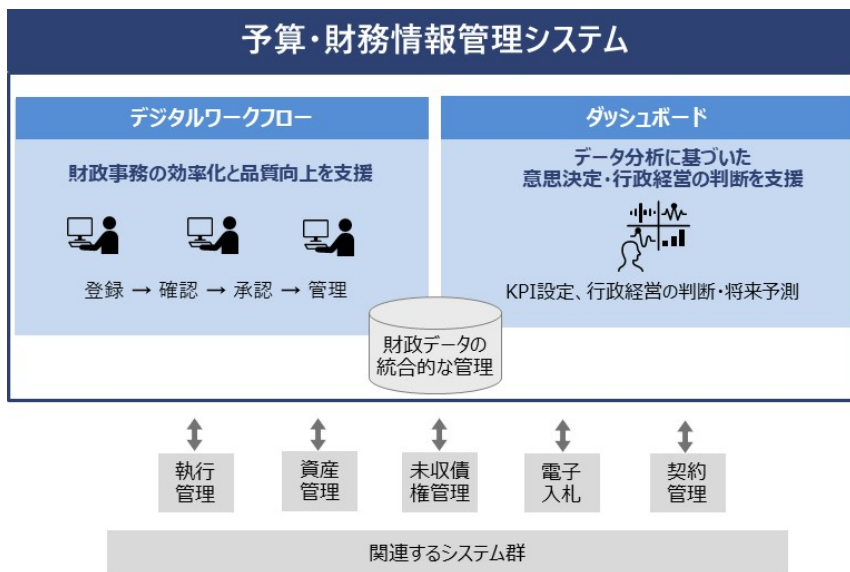 予算・財務情報管理システム
デジタルワークフロー
財政事務の効率化と品質向上を支援
登録 → 確認 → 承認 → 管理
ダッシュボード
データ分析に基づいた
意思決定・行政経営の判断を支援
KPI設定、行政経営の判断・将来予測
財政データの
統合的な管理
執行
管理
資産
管理
未収債
権管理
電子
入札
契約
管理
関連するシステム群